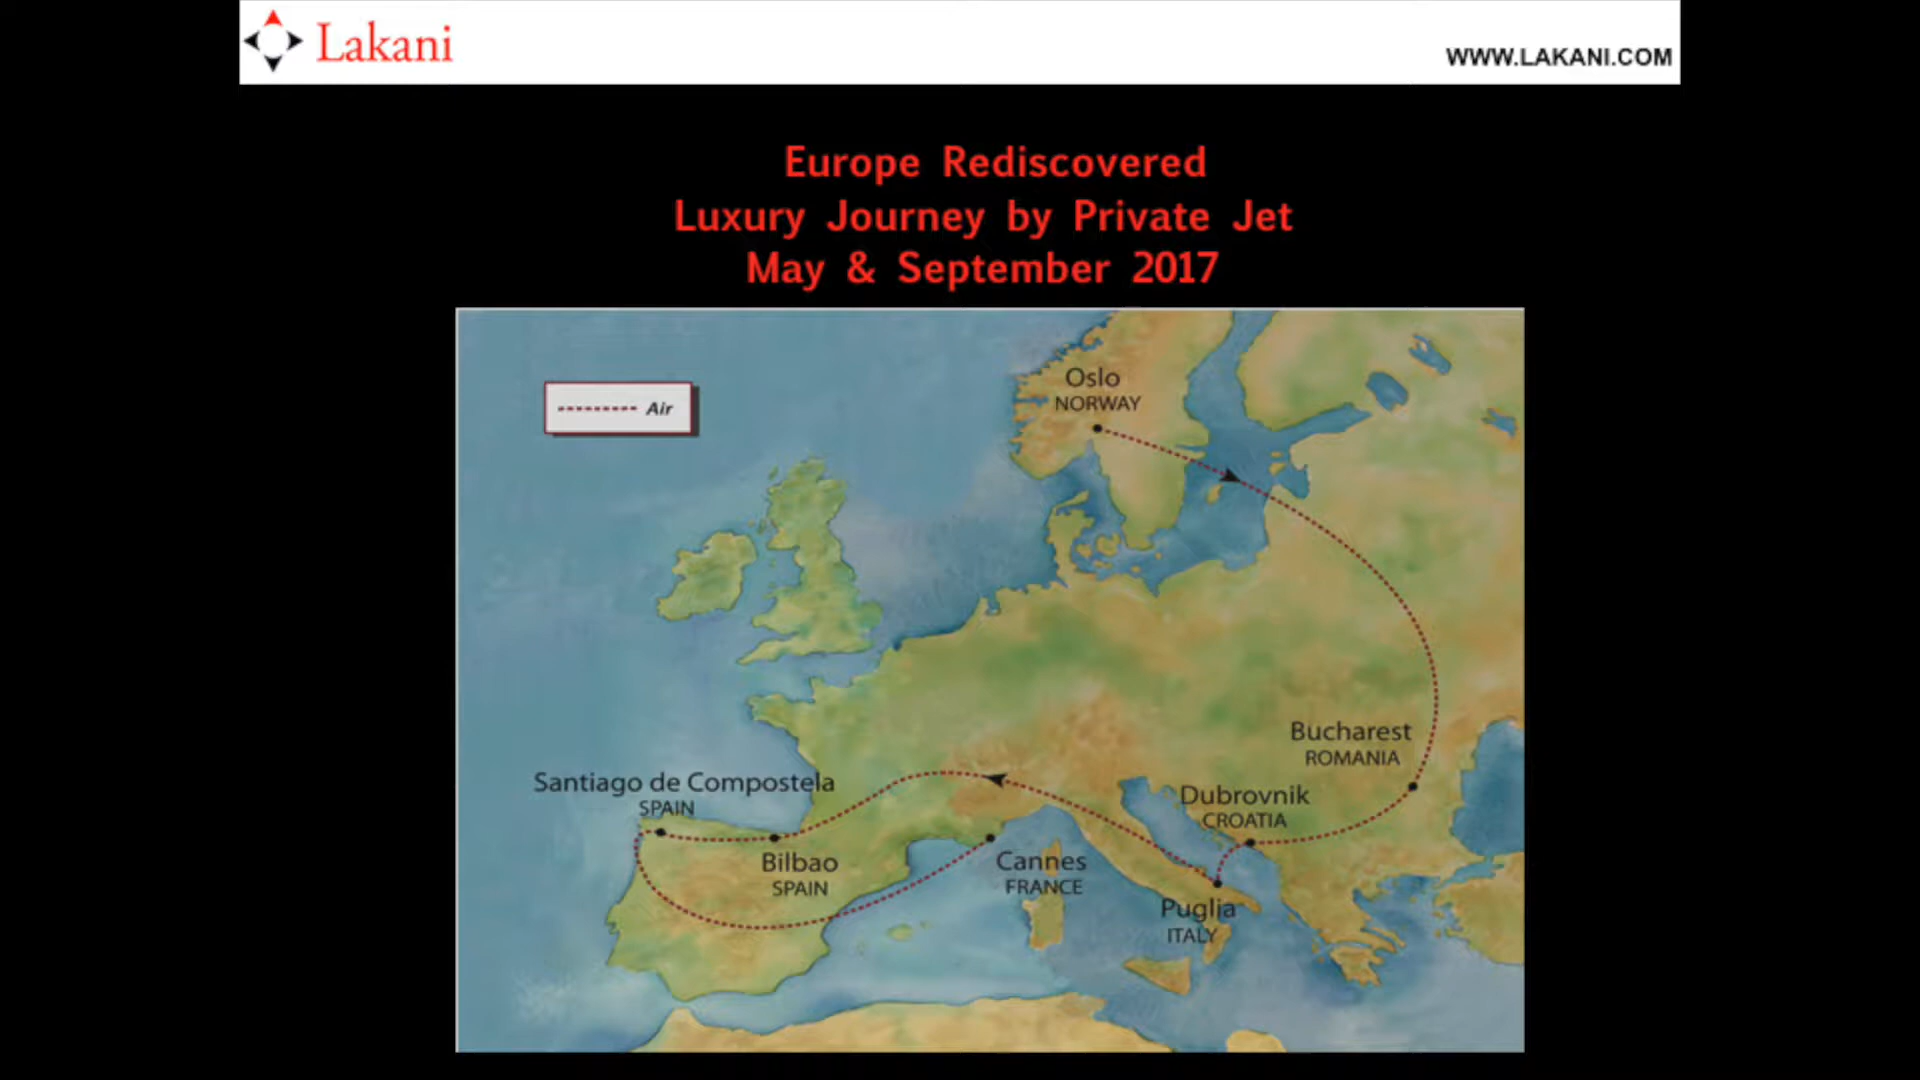 Lakani
WWW.LAKANI.COM
Europe Rediscovered
Luxury Journey by Private Jet
May & September 2017
Air
Oslo
NORWAY
Bucharest
ROMANIA
Santiago de Compostela
SPAIN
Dubrovnik
CROATIA
Bilbao
SPAIN
Cannes
FRANCE
Puglia
ITALY